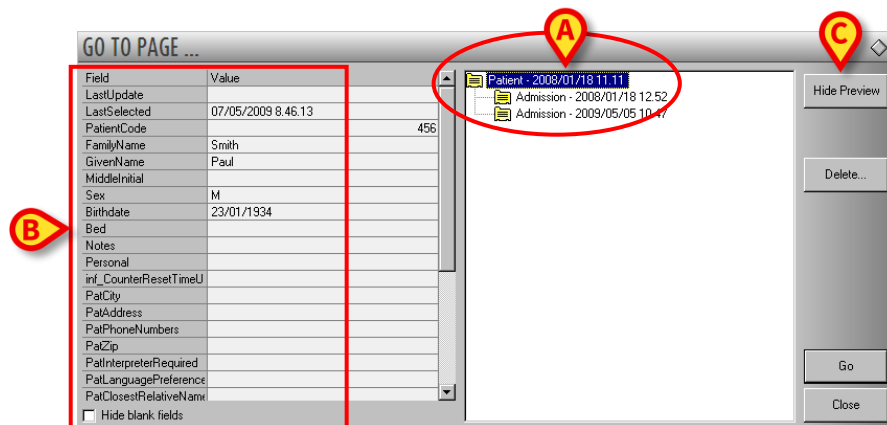 A
C
GO TO PAGE ...
Field Value
LastUpdate
LastSelected 07/05/2009 8.46.13
PatientCode 456
FamilyName Smith
GivenName Paul
MiddleInitial
Sex M
Birthdate 23/01/1934
B
Bed
Notes
Personal
inf_CounterResetTimeU
PatCity
PatAddress
PatPhoneNumbers
PatZip
PatInterpreterRequired
PatLanguagePreference
PatClosestRelativeName
Hide blank fields
Patient - 2008/01/18 11.11
Admission - 2008/01/18 12.52
Admission - 2009/05/05 10.47
Hide Preview
Delete...
Go
Close